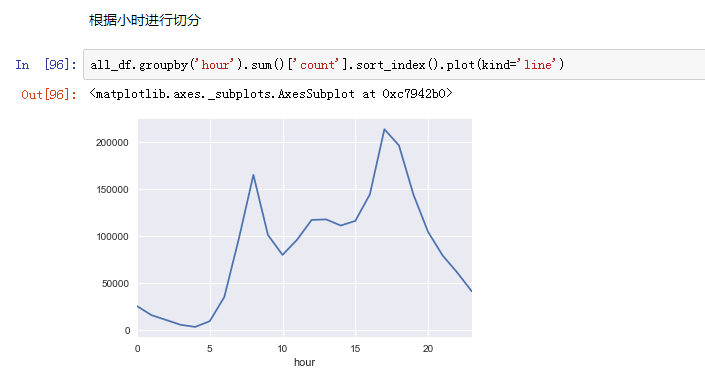 根据小时进行切分
In [96]: all_df.groupby('hour').sum()['count'].sort_index().plot(kind='line')
Out[96]: <matplotlib.axes._subplots.AxesSubplot at 0xc7942b0>
200000
150000
100000
50000
0
0 5 10 15 20
hour